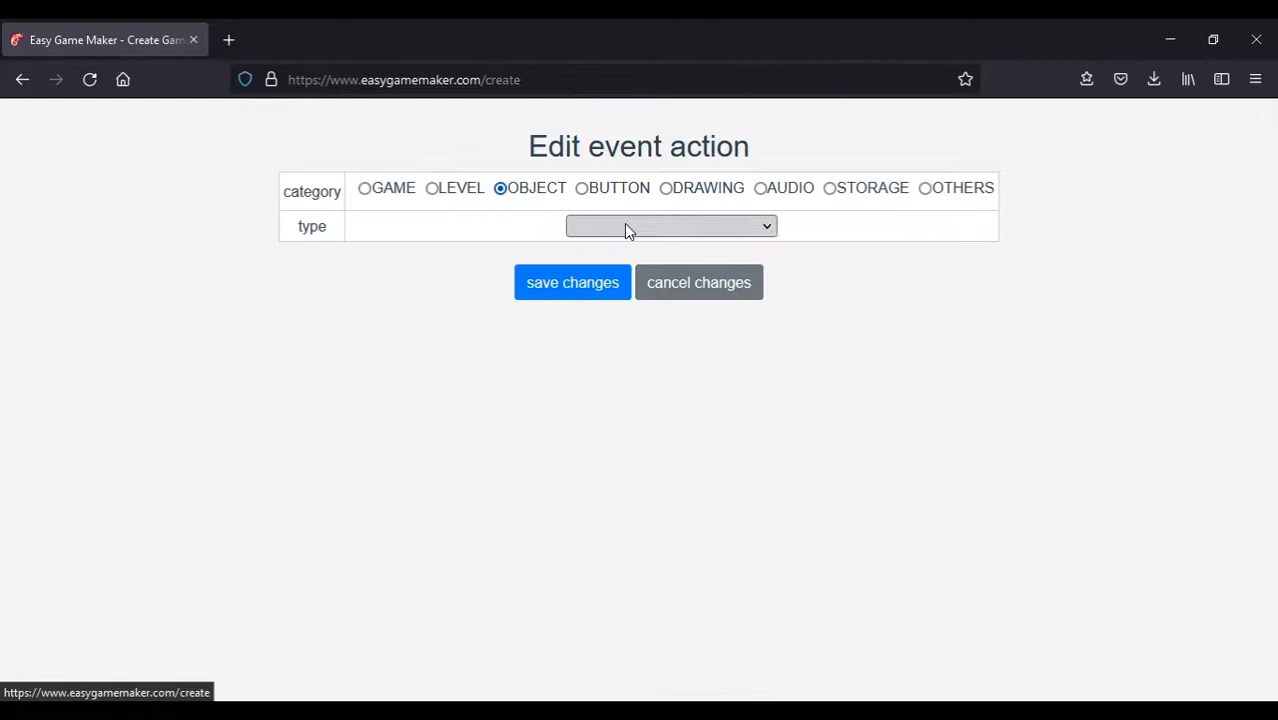 Easy Game Maker - Create Gam
https://www.easygamemaker.com/create
Edit event action
category GAME LEVEL OBJECT BUTTON DRAWING AUDIO STORAGE OTHERS
type
save changes cancel changes
https://www.easygamemaker.com/create